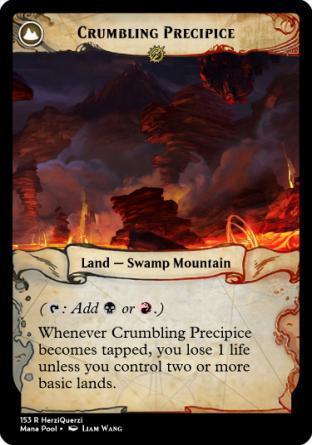 CRUMBLING PRECIPICE
Land — Swamp Mountain
( : Add or .)
Whenever Crumbling Precipice
becomes tapped, you lose 1 life
unless you control two or more
basic lands.
153 R HerziQuerzi
Mana Pool • LIAM WANG